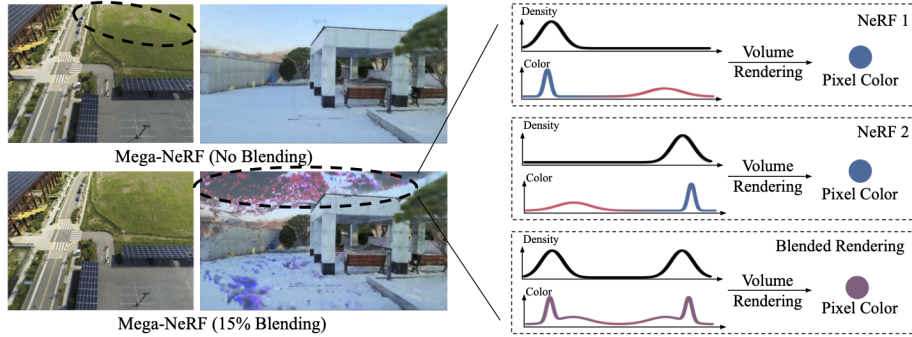 Mega-NeRF (No Blending)
Mega-NeRF (15% Blending)
NeRF 1
Density
Color
Volume
Rendering
Pixel Color
NeRF 2
Density
Color
Volume
Rendering
Pixel Color
Blended Rendering
Density
Color
Volume
Rendering
Pixel Color